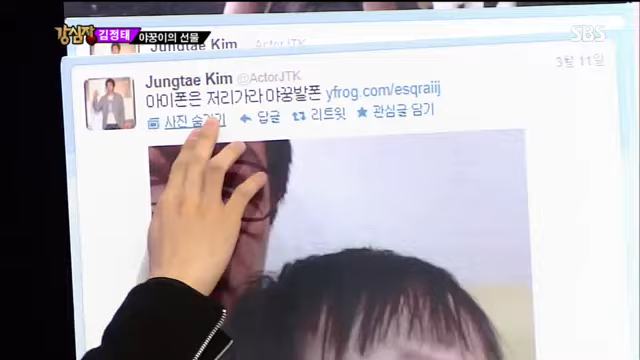 강심장 김정태 야꿍이의 선물
SBS
Jungtae Kim @ActorJTK
3월 11일
Jungtae Kim @ActorJTK
아이폰은 저리가라 야꿍발폰 yfrog.com/esqraiij
사진 숨기기 답글 리트윗 관심글 담기